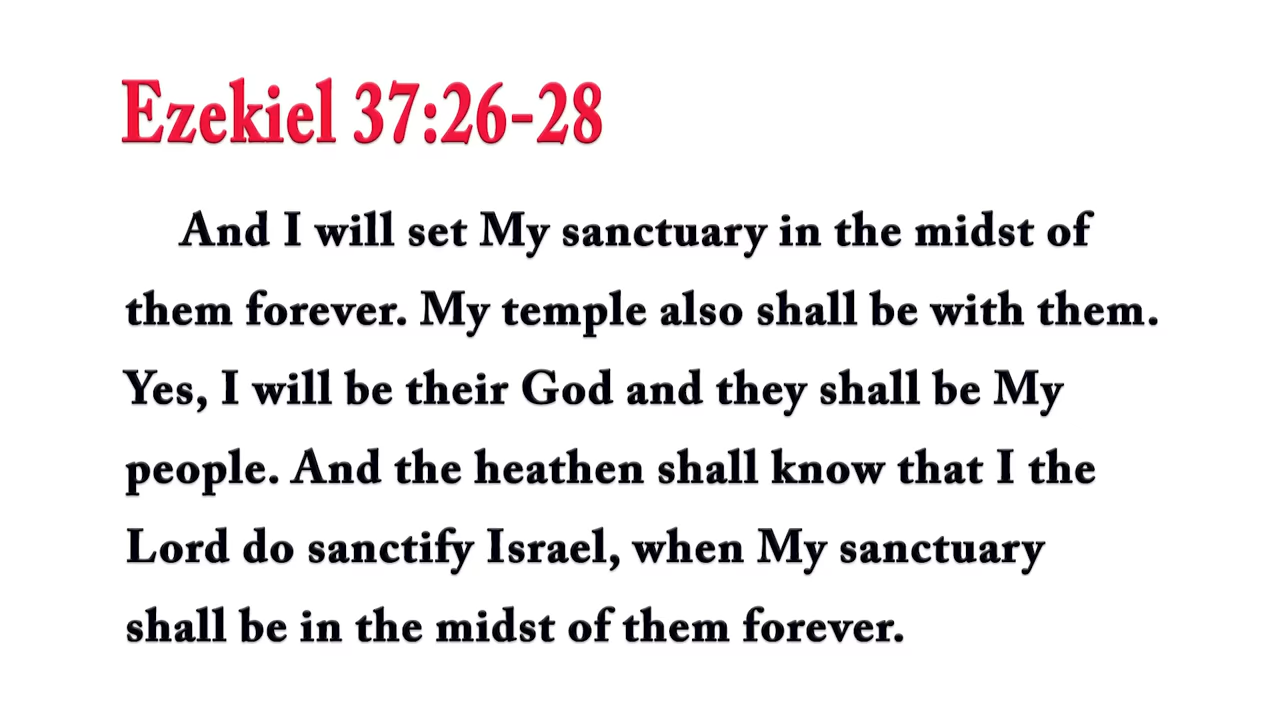 Ezekiel 37:26-28
And I will set My sanctuary in the midst of
them forever. My temple also shall be with them.
Yes, I will be their God and they shall be My
people. And the heathen shall know that I the
Lord do sanctify Israel, when My sanctuary
shall be in the midst of them forever.